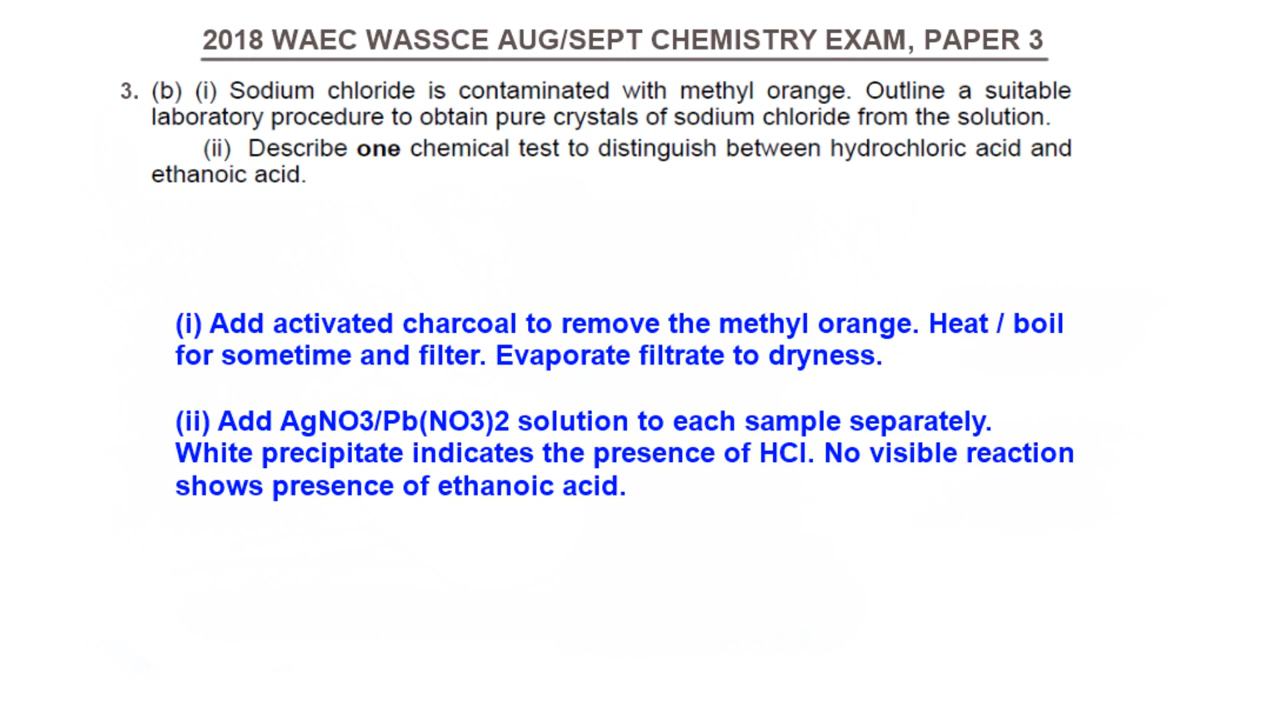 2018 WAEC WASSCE AUG/SEPT CHEMISTRY EXAM, PAPER 3
3. (b) (i) Sodium chloride is contaminated with methyl orange. Outline a suitable
laboratory procedure to obtain pure crystals of sodium chloride from the solution.
(ii) Describe one chemical test to distinguish between hydrochloric acid and
ethanoic acid.
(i) Add activated charcoal to remove the methyl orange. Heat / boil
for sometime and filter. Evaporate filtrate to dryness.
(ii) Add AgNO3/Pb(NO3)2 solution to each sample separately.
White precipitate indicates the presence of HCl. No visible reaction
shows presence of ethanoic acid.